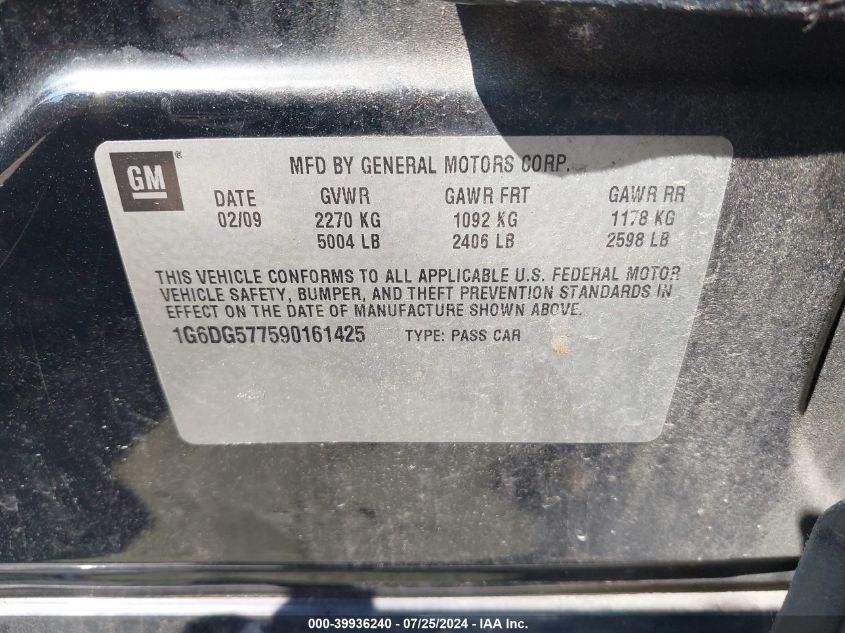 GM®
MFD BY GENERAL MOTORS CORP.
DATE GVWR GAWR FRT GAWR RR
02/09 2270 KG 1092 KG 1178 KG
5004 LB 2406 LB 2598 LB
THIS VEHICLE CONFORMS TO ALL APPLICABLE U.S. FEDERAL MOTOR
VEHICLE SAFETY, BUMPER, AND THEFT PREVENTION STANDARDS IN
EFFECT ON THE DATE OF MANUFACTURE SHOWN ABOVE.
1G6DG577590161425 TYPE: PASS CAR
000-39936240 - 07/25/2024 - IAA Inc.